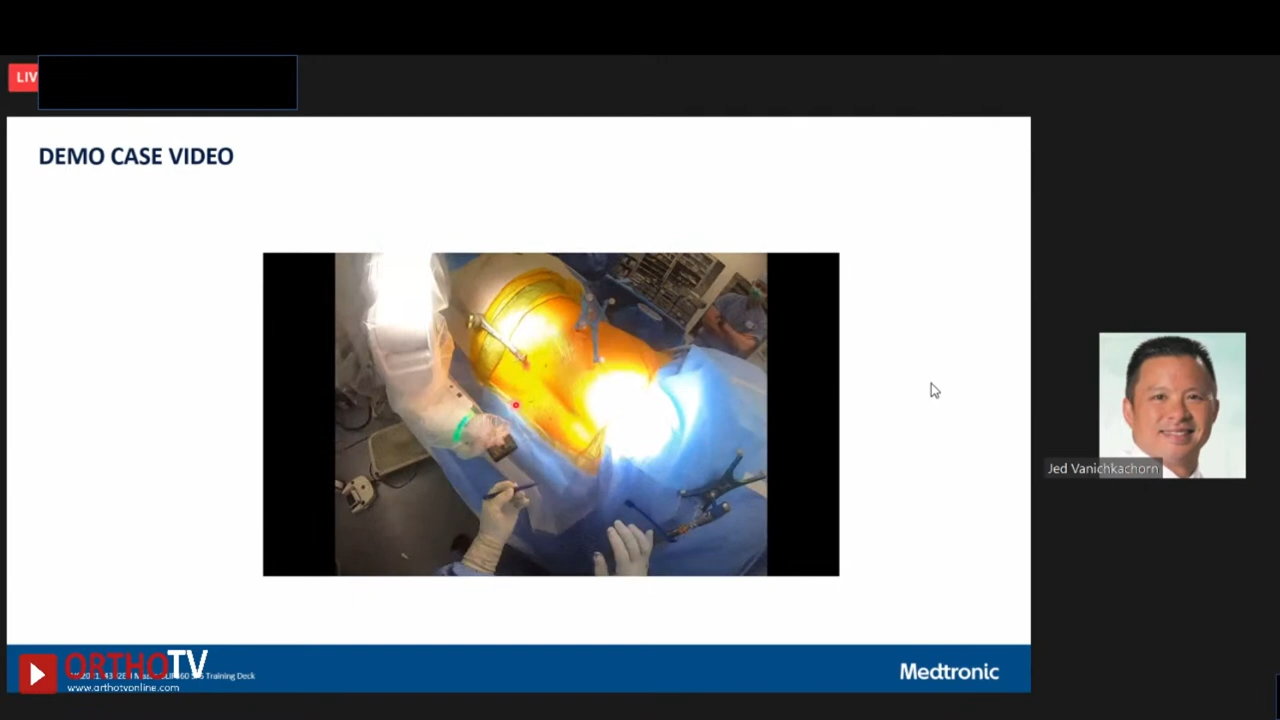 LIV
DEMO CASE VIDEO
Jed Vanichkachorn
ORTHOTV
Training Deck
www.orthotvonline.com
Medtronic